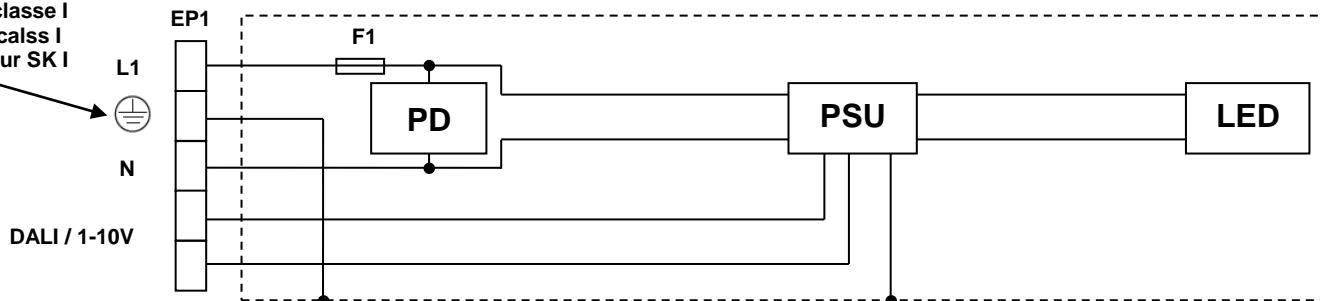 classe I
calss I
ur SK I
EP1
F1
L1
PD
PSU
LED
N
DALI / 1-10V